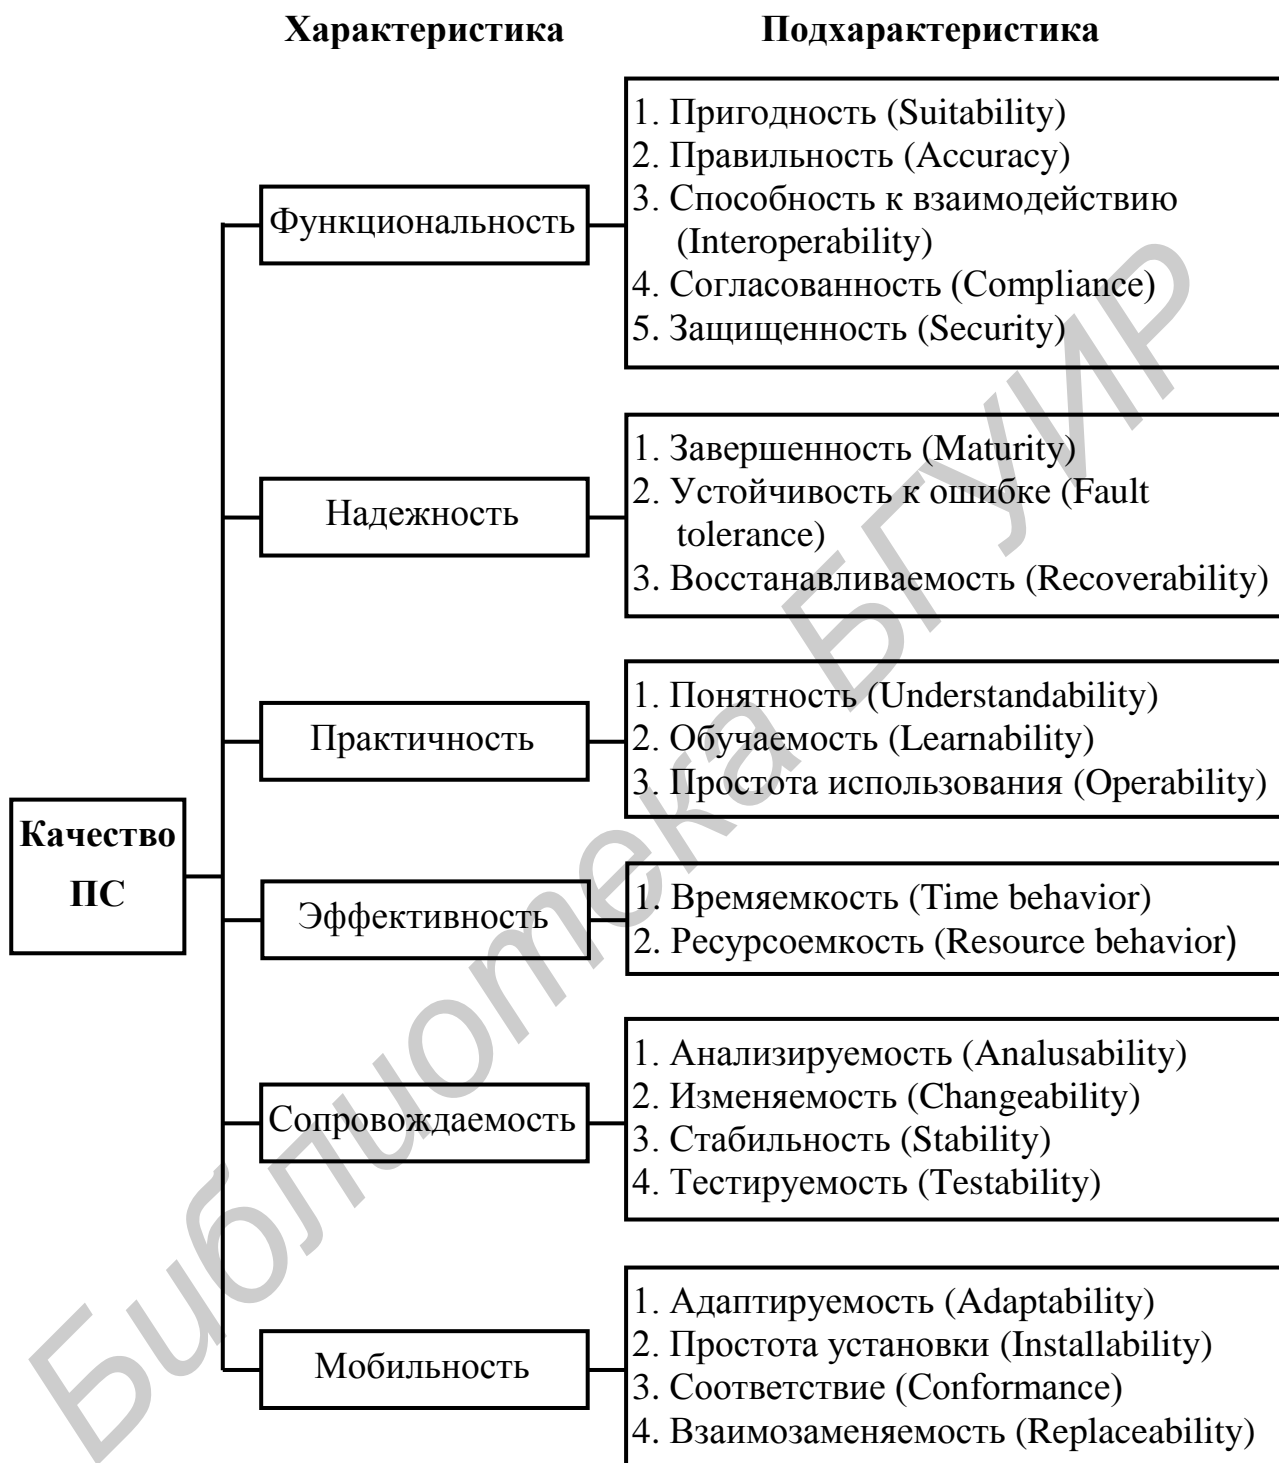 Характеристика Подхарактеристика
1. Пригодность (Suitability)
2. Правильность (Accuracy)
3. Способность к взаимодействию
(Interoperability)
4. Согласованность (Compliance)
5. Защищенность (Security)
Функциональность
1. Завершенность (Maturity)
2. Устойчивость к ошибке (Fault
tolerance)
3. Восстанавливаемость (Recoverability)
Надежность
1. Понятность (Understandability)
2. Обучаемость (Learnability)
3. Простота использования (Operability)
Практичность
Качество
ПС
1. Времяемкость (Time behavior)
2. Ресурсоемкость (Resource behavior)
Эффективность
1. Анализируемость (Analusability)
2. Изменяемость (Changeability)
3. Стабильность (Stability)
4. Тестируемость (Testability)
Сопровождаемость
1. Адаптируемость (Adaptability)
2. Простота установки (Installability)
3. Соответствие (Conformance)
4. Взаимозаменяемость (Replaceability)
Мобильность
Библиотека БГУИР